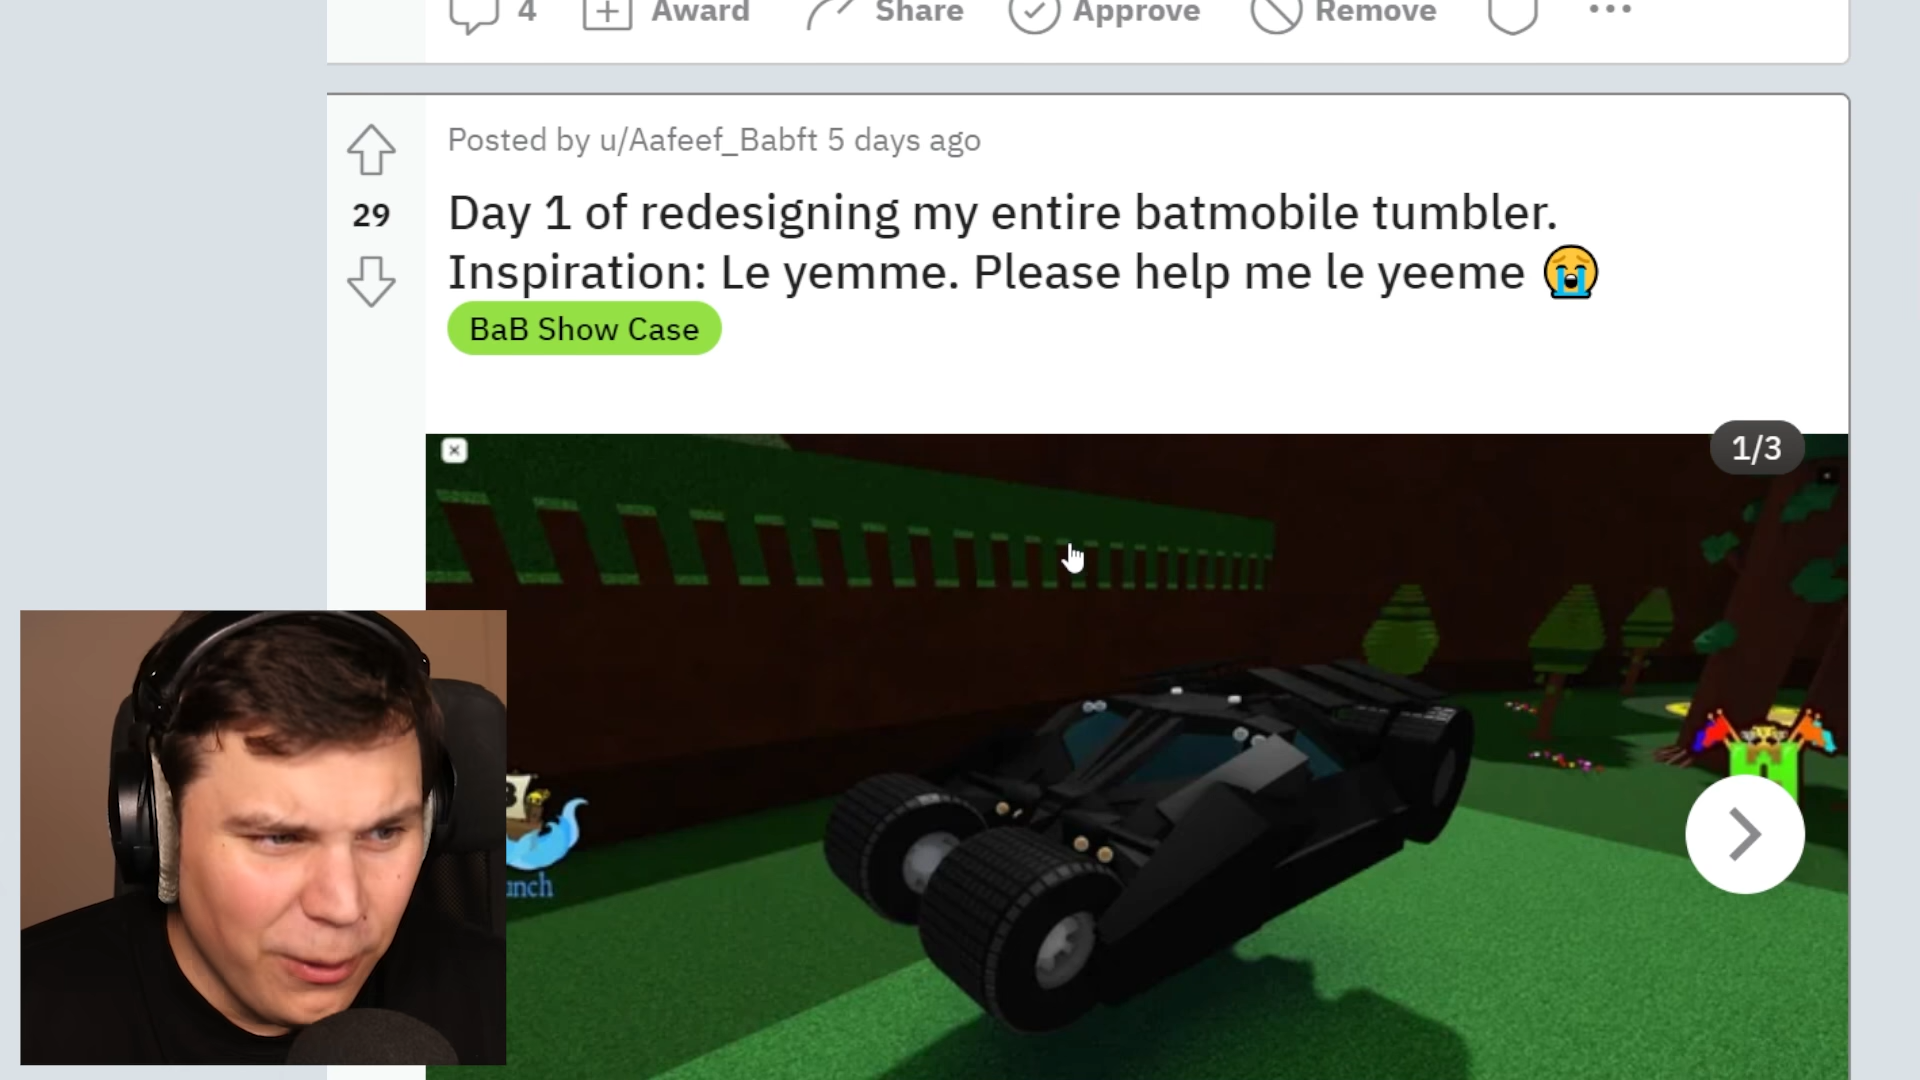 4 Award Share Approve Remove
Posted by u/Aafeef_Babft 5 days ago
29
Day 1 of redesigning my entire batmobile tumbler.
Inspiration: Le yemme. Please help me le yeeme 😭
BaB Show Case
1/3
unch